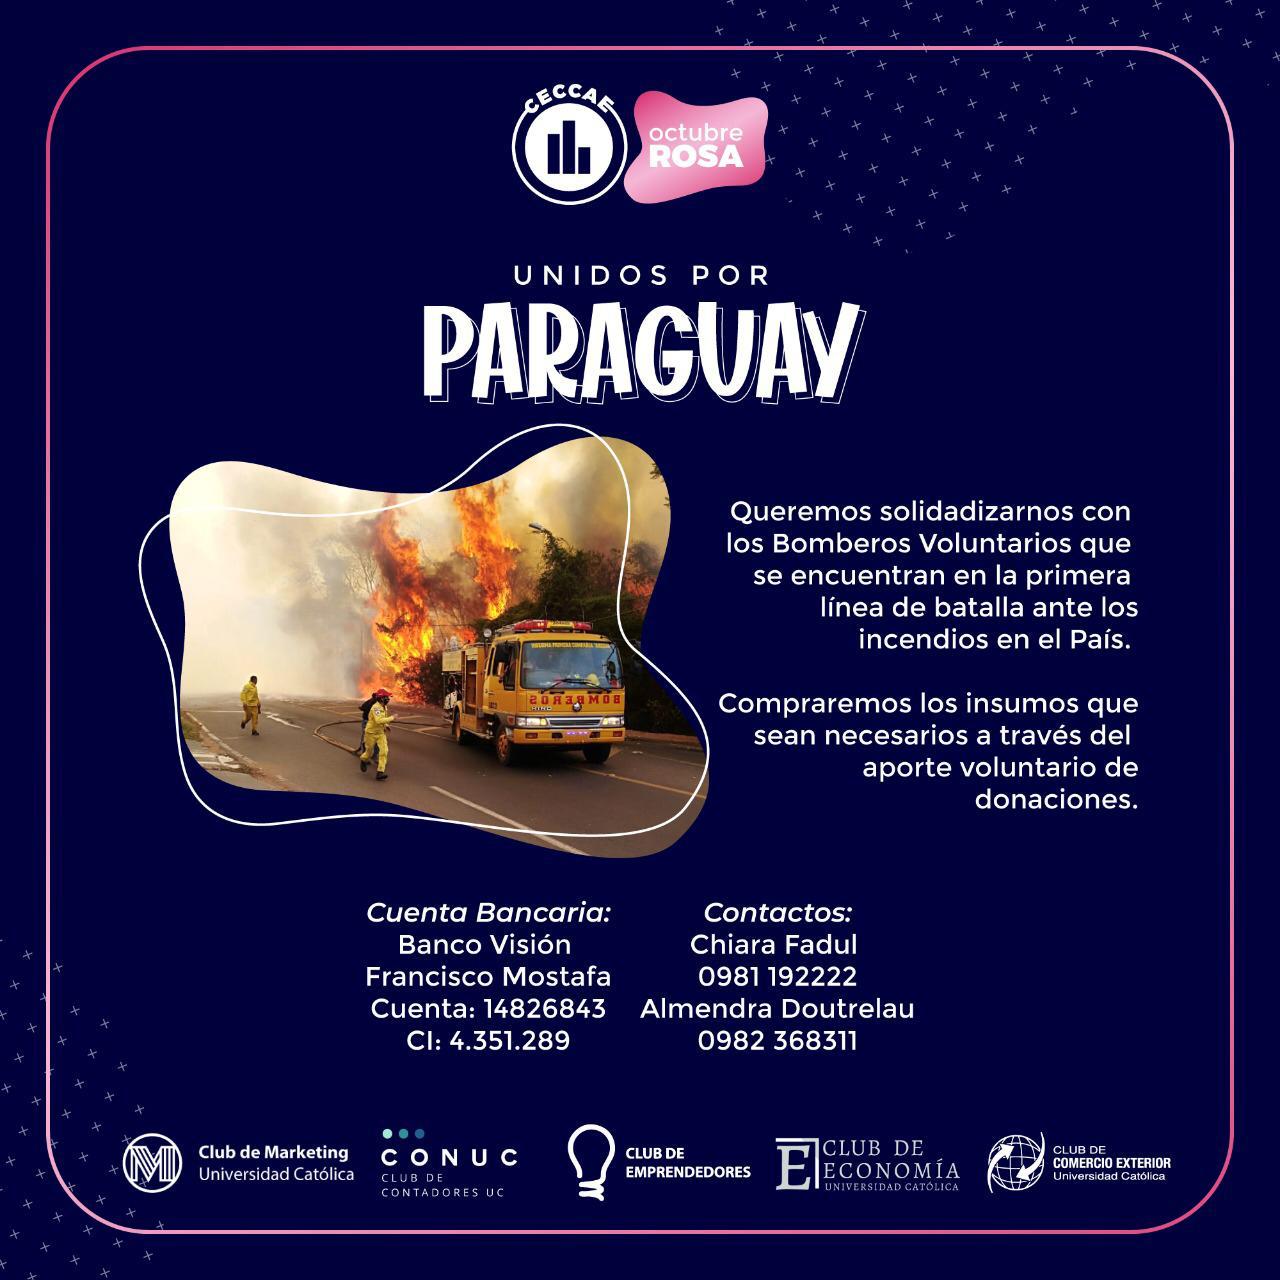 CECCAE
octubre
ROSA
UNIDOS POR
PARAGUAY
Queremos solidadizarnos con
los Bomberos Voluntarios que
se encuentran en la primera
línea de batalla ante los
incendios en el País.
Compraremos los insumos que
sean necesarios a través del
aporte voluntario de
donaciones.
BOMBEROS
HINO
Cuenta Bancaria:
Banco Visión
Francisco Mostafa
Cuenta: 14826843
CI: 4.351.289
Contactos:
Chiara Fadul
0981 192222
Almendra Doutrelau
0982 368311
M
Club de Marketing
Universidad Católica
CONUC
CLUB DE
CONTADORES UC
CLUB DE
EMPRENDEDORES
E
CLUB DE
ECONOMÍA
UNIVERSIDAD CATÓLICA
CLUB DE
COMERCIO EXTERIOR
Universidad Católica